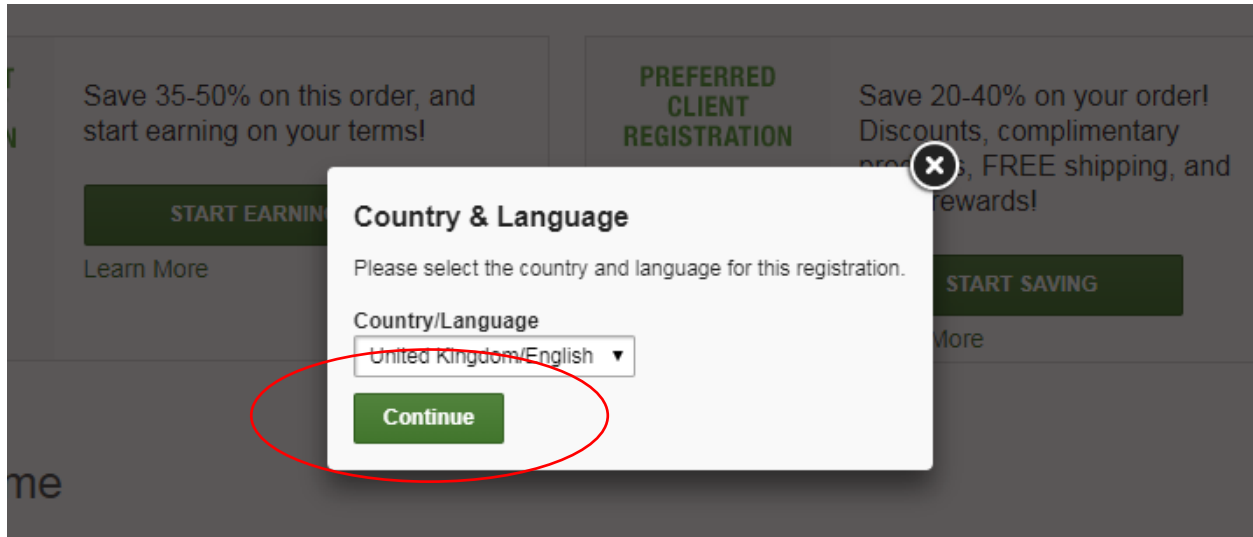 Save 35-50% on this order, and
start earning on your terms!
START EARNIN
Learn More
PREFERRED
CLIENT
REGISTRATION
Save 20-40% on your order!
Discounts, complimentary
FREE shipping, and
rewards!
START SAVING
More
Country & Language
Please select the country and language for this registration.
Country/Language
United Kingdom/English
Continue
me